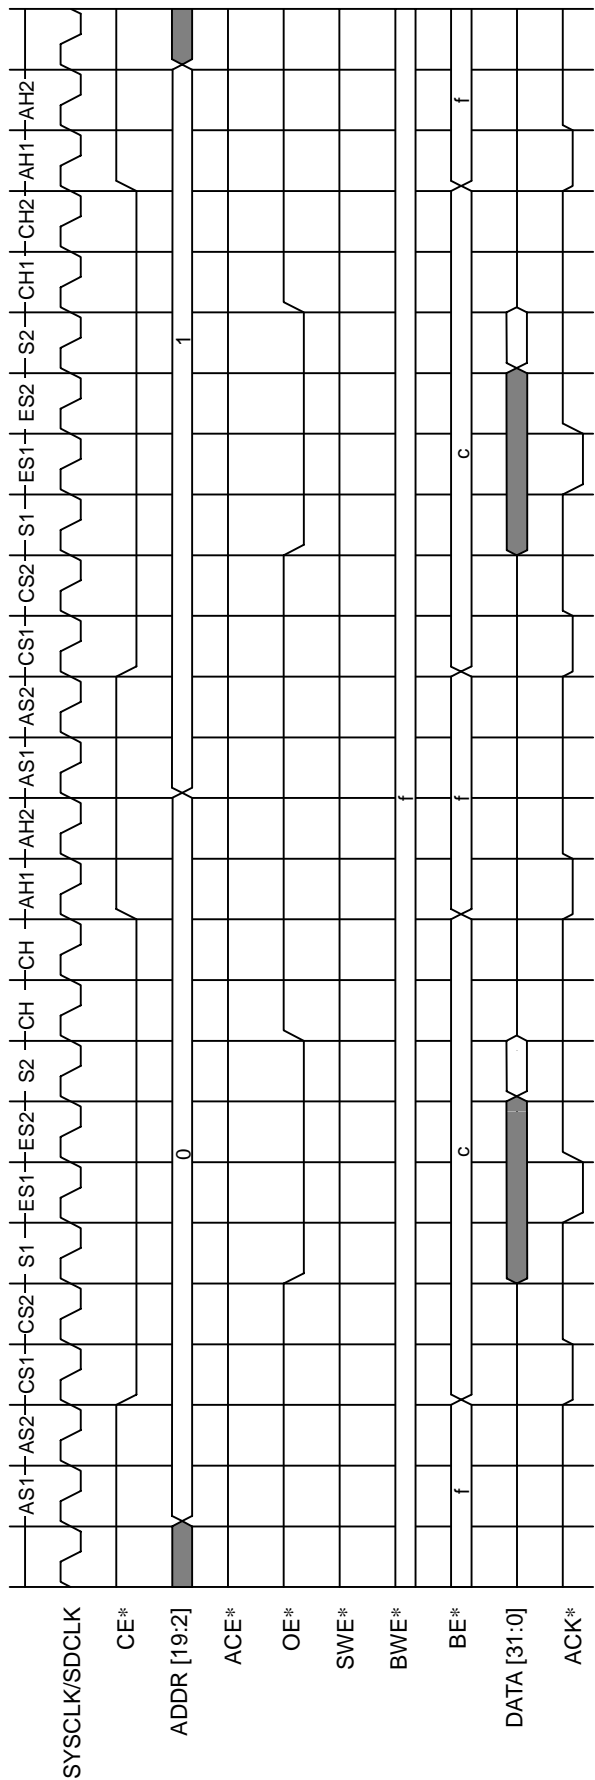 AS1 AS2 CS1 CS2 S1 ES1 ES2 S2 CH CH AH1 AH2 AS1 AS2 CS1 CS2 S1 ES1 ES2 S2 CH1 CH2 AH1 AH2
SYSCLK/SDCLK
CE*
ADDR [19:2] 0 1
ACE*
OE*
SWE*
BWE* f
BE* f c f c f
DATA [31:0]
ACK*